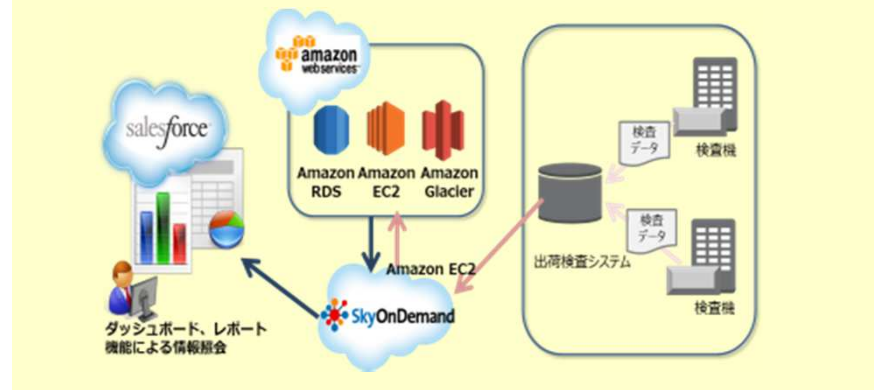 amazon
webservices
salesforce
Amazon
RDS
Amazon
EC2
Amazon
Glacier
Amazon EC2
SkyOnDemand
ダッシュボード、レポート
機能による情報照会
検査
データ
検査機
検査
データ
出荷検査システム
検査機